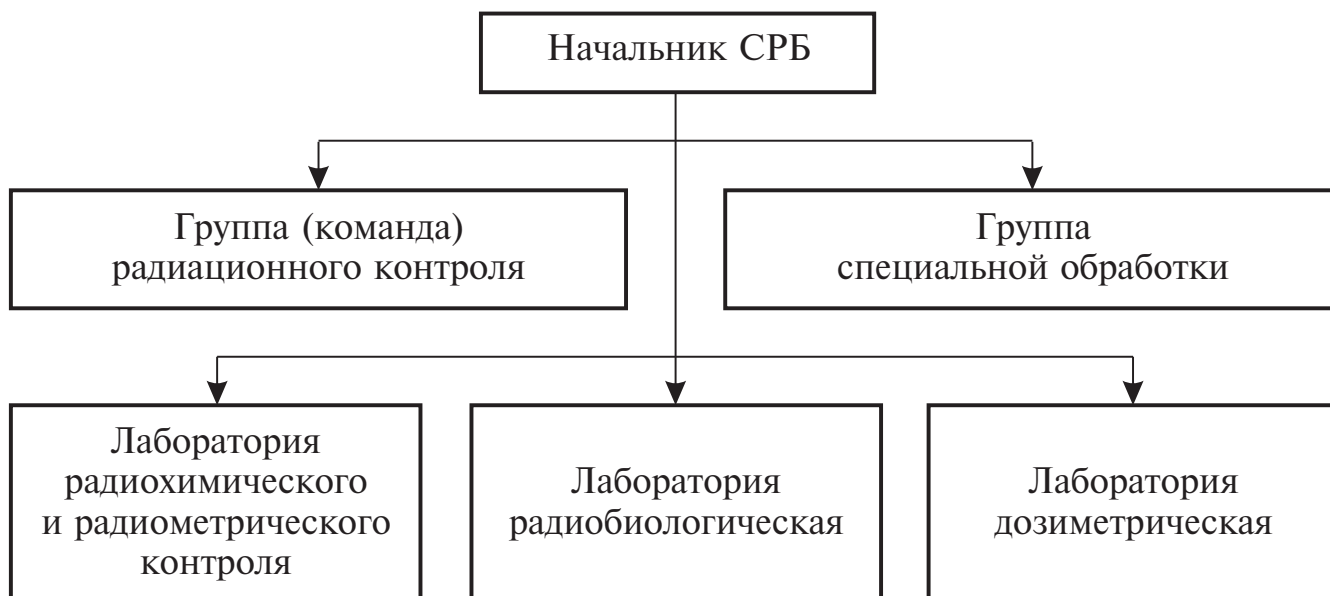 Начальник СРБ
Группа (команда)
радиационного контроля
Группа
специальной обработки
Лаборатория
радиохимического
и радиометрического
контроля
Лаборатория
радиобиологическая
Лаборатория
дозиметрическая